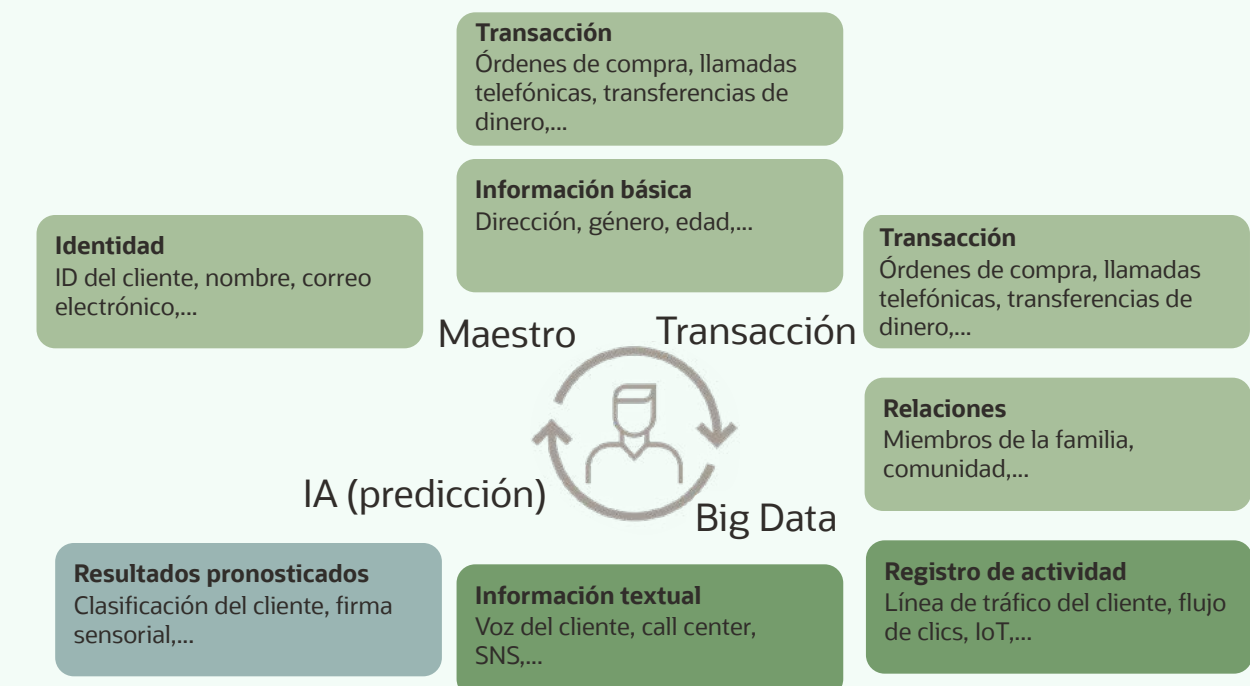 Transacción
Órdenes de compra, llamadas
telefónicas, transferencias de
dinero,...
Información básica
Dirección, género, edad,...
Identidad
ID del cliente, nombre, correo
electrónico,...
Transacción
Órdenes de compra, llamadas
telefónicas, transferencias de
dinero,...
Maestro
Transacción
Relaciones
Miembros de la familia,
comunidad,...
IA (predicción)
Big Data
Resultados pronosticados
Clasificación del cliente, firma
sensorial,...
Información textual
Voz del cliente, call center,
SNS,...
Registro de actividad
Línea de tráfico del cliente, flujo
de clics, IoT,...